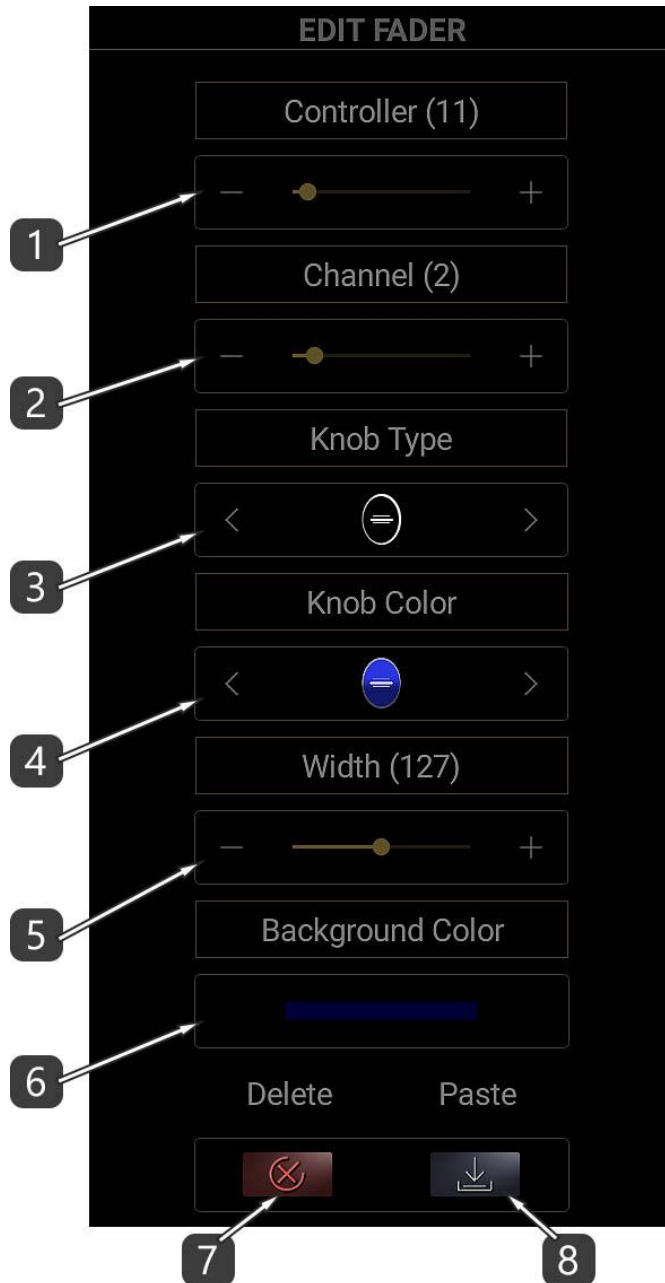 EDIT FADER
Controller (11)
1
Channel (2)
2
Knob Type
3
Knob Color
4
Width (127)
5
Background Color
6
Delete Paste
7 8